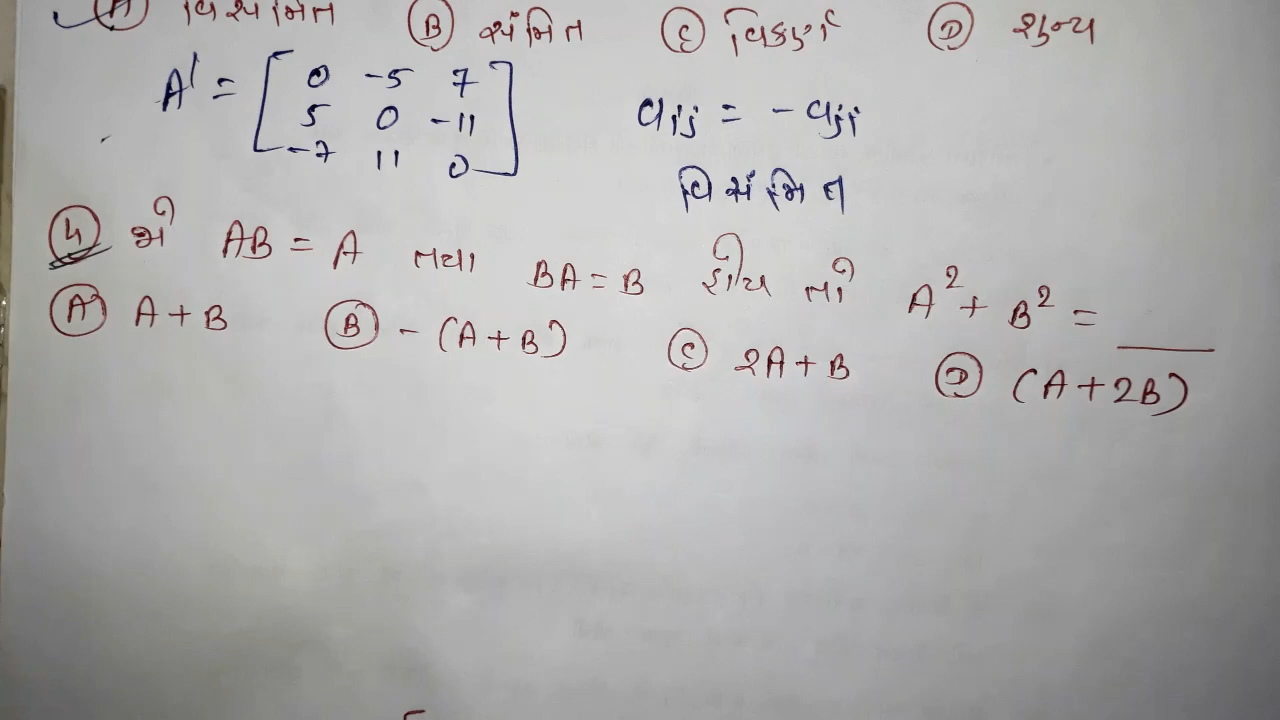 (A) વિસંમિત (B) સંમિત (C) વિકર્ણ (D) શૂન્ય
A' = [ 0 -5 7
5 0 -11
-7 11 0 ]
aij = - aji
વિસંમિત
(5) જો AB = A તથા BA = B હોય તો A² + B² = ____
(A) A + B (B) - (A + B) (C) 2A + B (D) (A + 2B)